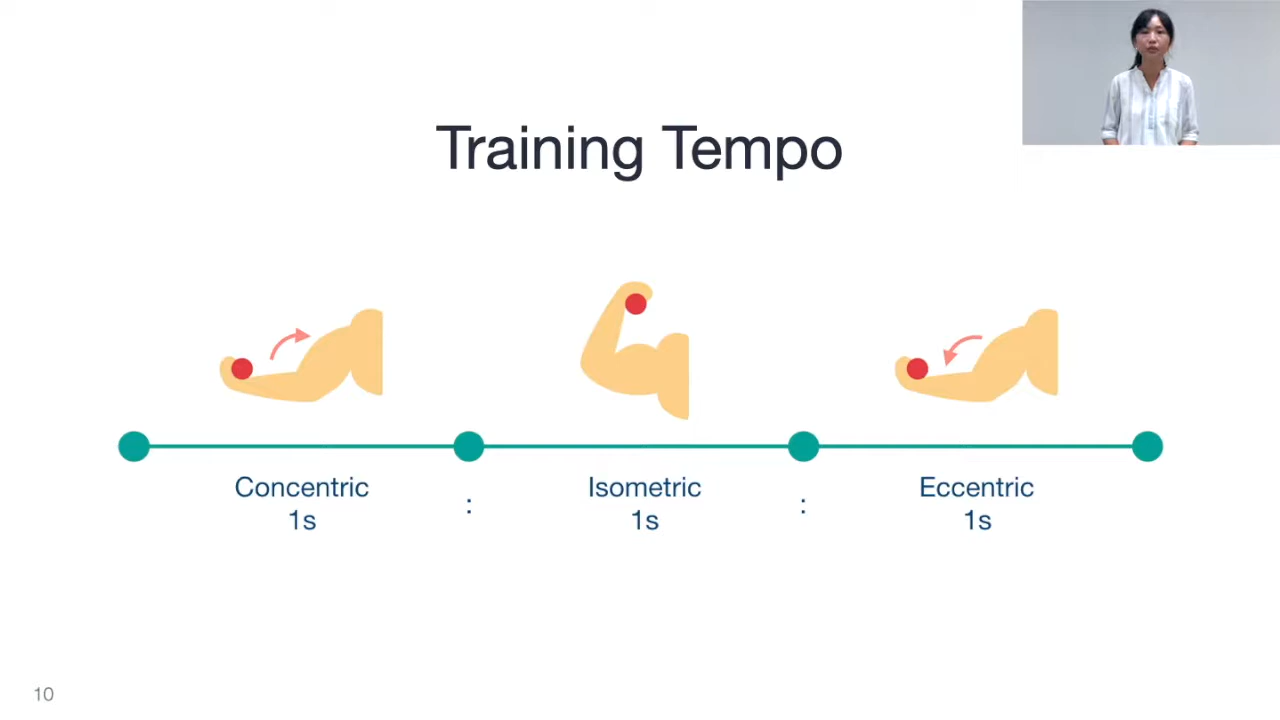 Training Tempo
Concentric
1s
:
Isometric
1s
:
Eccentric
1s
10